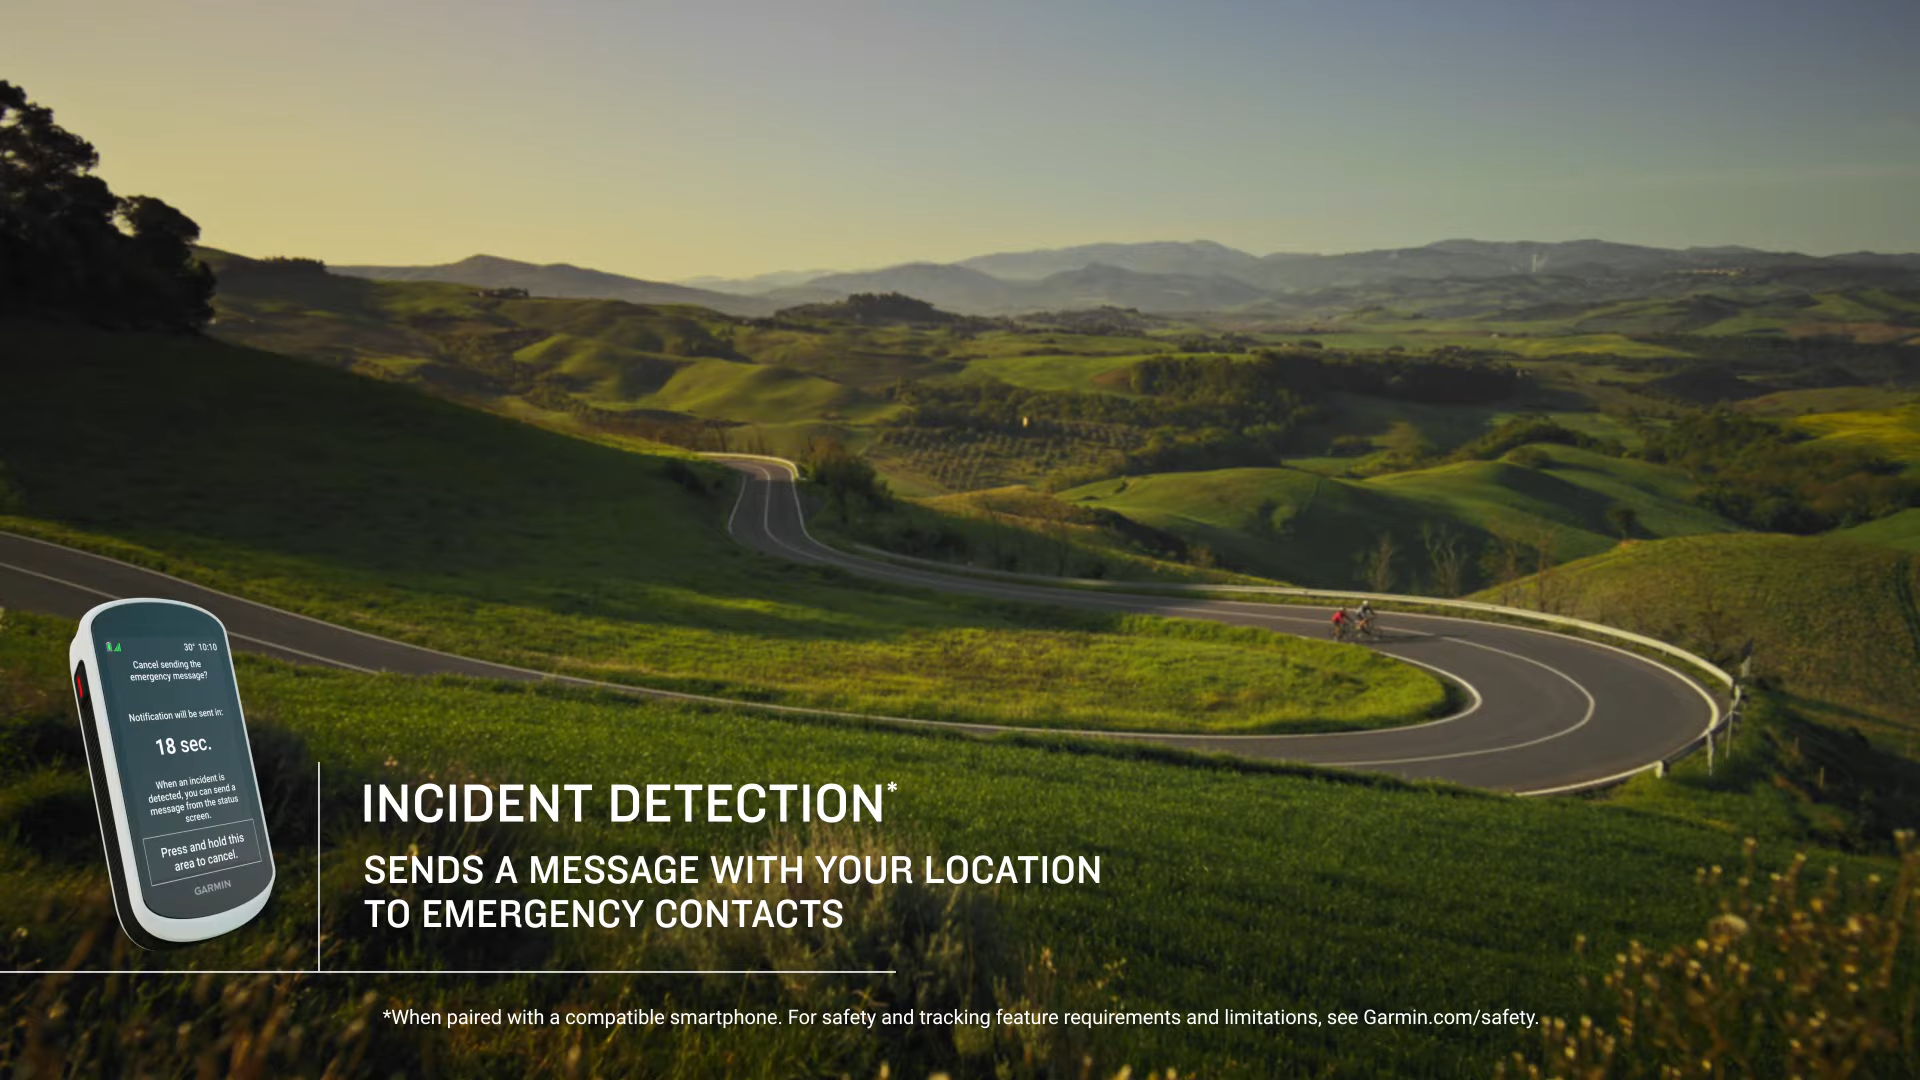 30° 10:10
Cancel sending the
emergency message?
Notification will be sent in:
18 sec.
When an incident is
detected, you can send a
message from the status
screen.
Press and hold this
area to cancel.
GARMIN
INCIDENT DETECTION*
SENDS A MESSAGE WITH YOUR LOCATION
TO EMERGENCY CONTACTS
*When paired with a compatible smartphone. For safety and tracking feature requirements and limitations, see Garmin.com/safety.